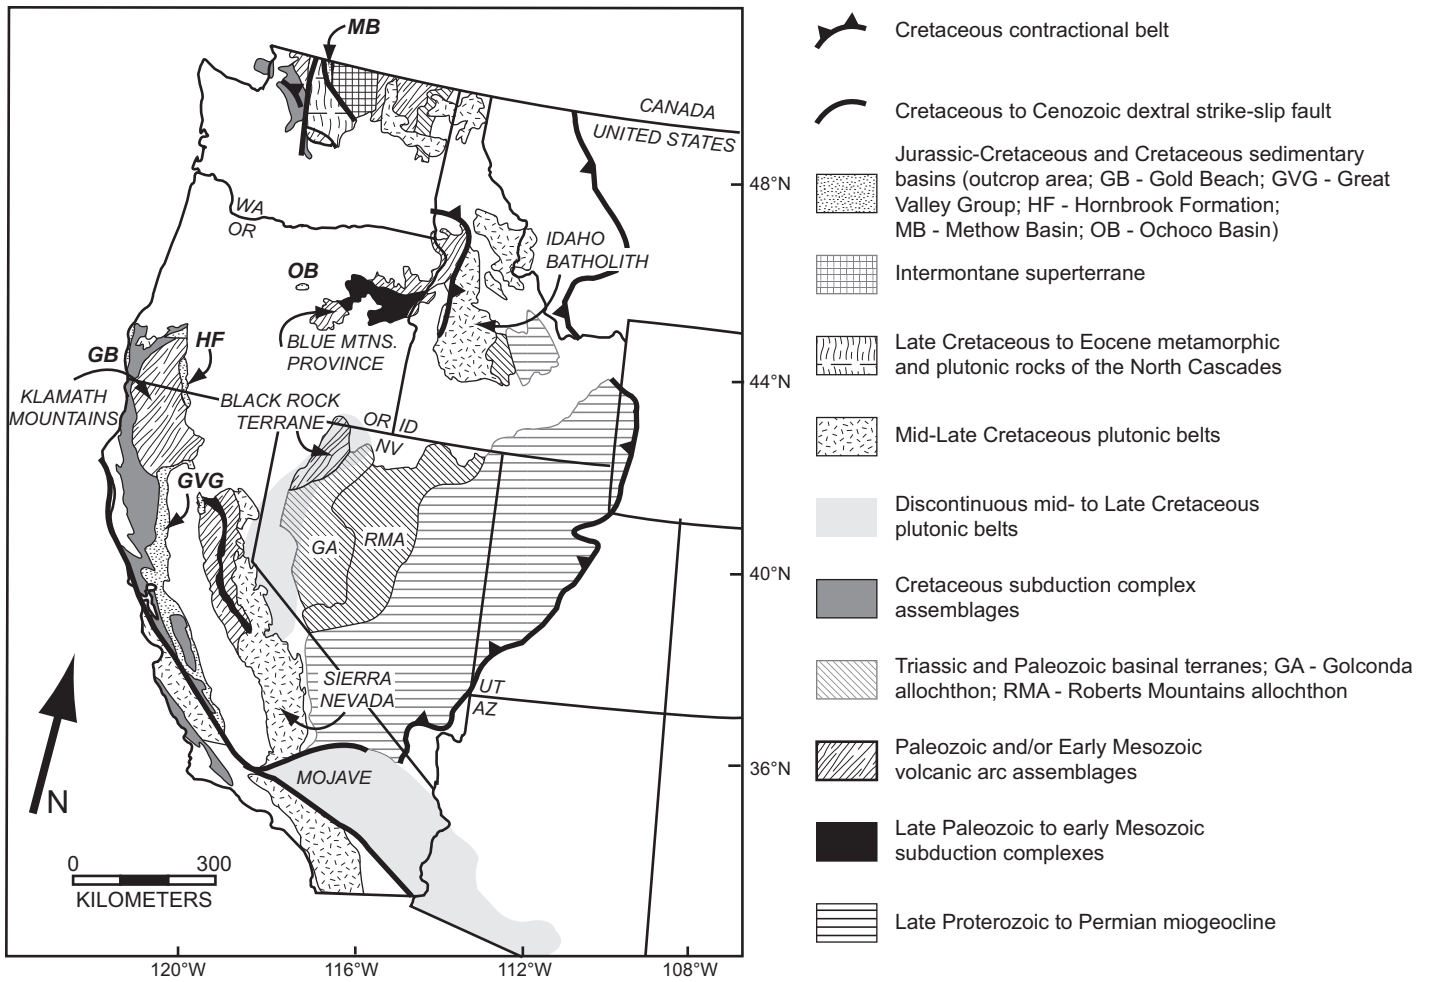 MB
CANADA
UNITED STATES
48°N
WA
OR
IDAHO
BATHOLITH
OB
HF
BLUE MTNS.
PROVINCE
GB
44°N
KLAMATH
MOUNTAINS
BLACK ROCK
TERRANE
OR
ID
NV
GVG
GA
RMA
40°N
SIERRA
NEVADA
UT
AZ
36°N
MOJAVE
N
0
300
KILOMETERS
120°W
116°W
112°W
108°W
Cretaceous contractional belt
Cretaceous to Cenozoic dextral strike-slip fault
Jurassic-Cretaceous and Cretaceous sedimentary
basins (outcrop area; GB - Gold Beach; GVG - Great
Valley Group; HF - Hornbrook Formation;
MB - Methow Basin; OB - Ochoco Basin)
Intermontane superterrane
Late Cretaceous to Eocene metamorphic
and plutonic rocks of the North Cascades
Mid-Late Cretaceous plutonic belts
Discontinuous mid- to Late Cretaceous
plutonic belts
Cretaceous subduction complex
assemblages
Triassic and Paleozoic basinal terranes; GA - Golconda
allochthon; RMA - Roberts Mountains allochthon
Paleozoic and/or Early Mesozoic
volcanic arc assemblages
Late Paleozoic to early Mesozoic
subduction complexes
Late Proterozoic to Permian miogeocline